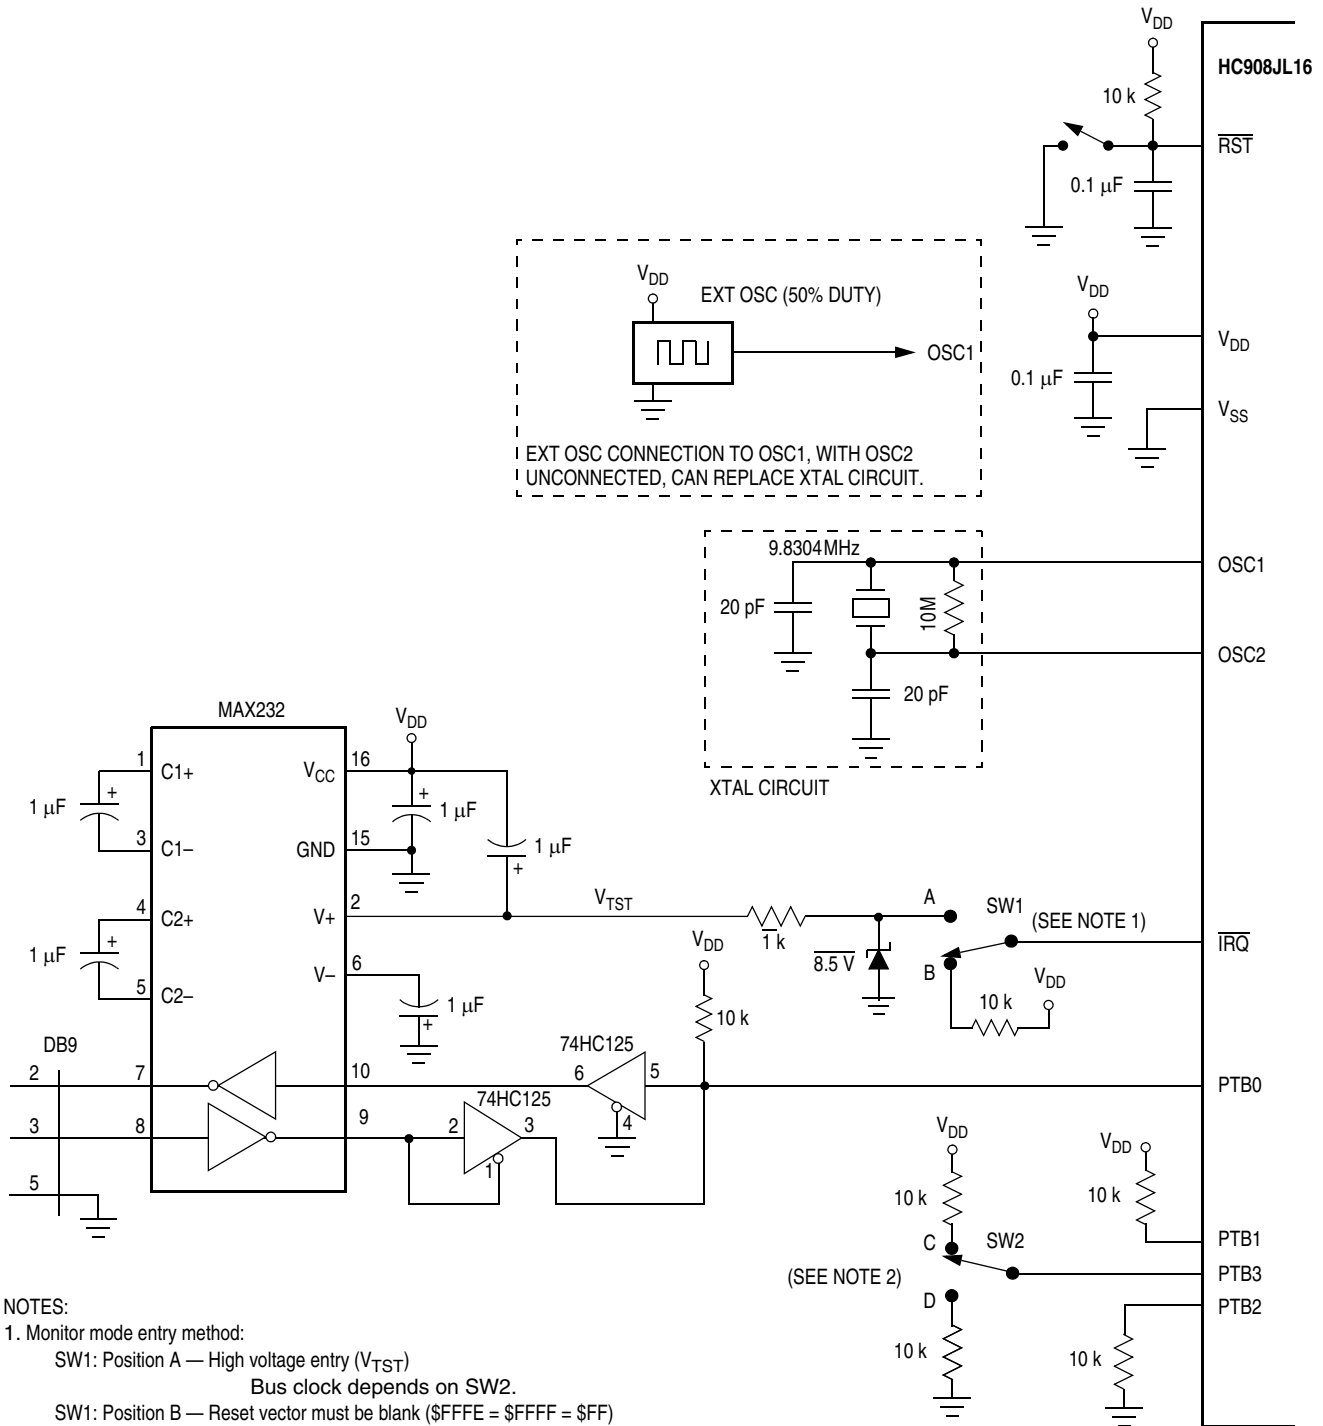 VDD
HC908JL16
10 k
RST
0.1 µF
VDD
EXT OSC (50% DUTY)
OSC1
EXT OSC CONNECTION TO OSC1, WITH OSC2
UNCONNECTED, CAN REPLACE XTAL CIRCUIT.
VDD
VDD
0.1 µF
VSS
9.8304MHz
OSC1
20 pF
10M
OSC2
20 pF
XTAL CIRCUIT
MAX232
VDD
1
C1+
VCC
16
1 µF
+
+
1 µF
3
C1–
GND
15
1 µF
+
4
C2+
V+
2
VTST
1 k
8.5 V
A
SW1
(SEE NOTE 1)
IRQ
B
VDD
10 k
1 µF
+
5
C2–
V–
6
1 µF
+
VDD
10 k
DB9
74HC125
2
7
10
6
5
4
PTB0
74HC125
3
8
9
2
3
1
5
VDD
10 k
VDD
10 k
C
SW2
PTB1
(SEE NOTE 2)
PTB3
D
PTB2
10 k
10 k
NOTES:
1. Monitor mode entry method:
SW1: Position A — High voltage entry (VTST)
Bus clock depends on SW2.
SW1: Position B — Reset vector must be blank ($FFFE = $FFFF = $FF)